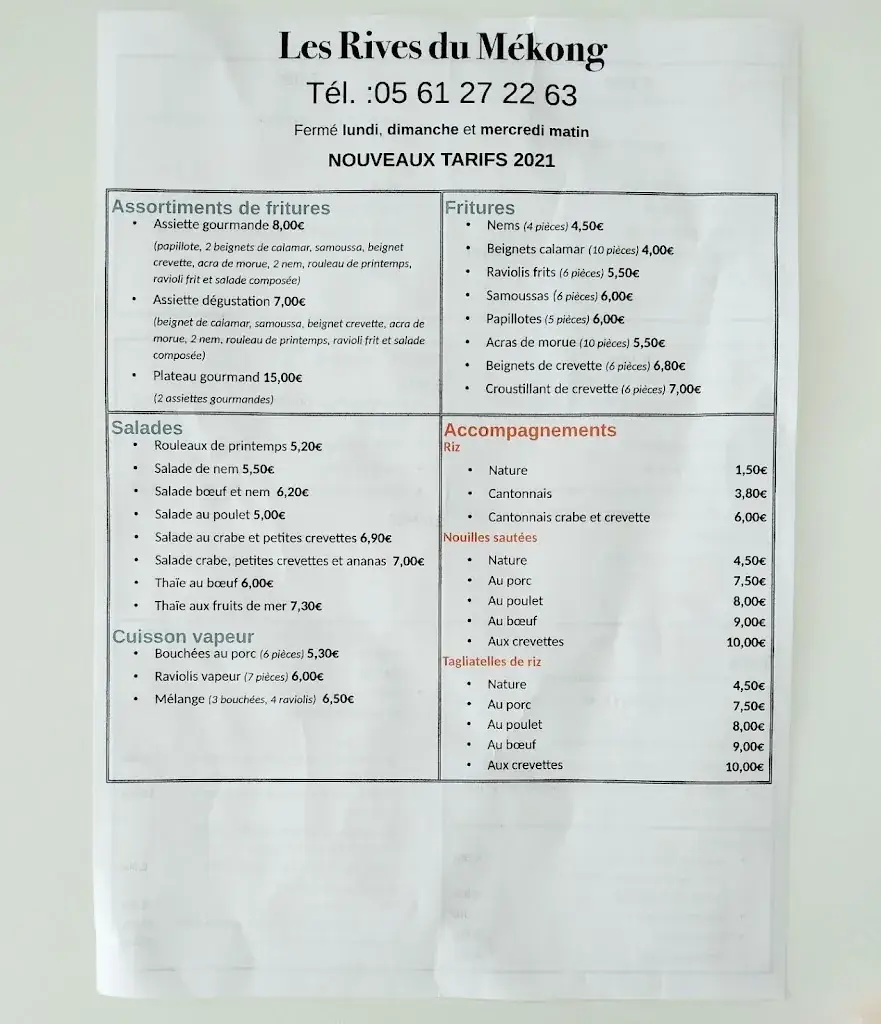 Les Rives du Mékong
Tél. :05 61 27 22 63
Fermé lundi, dimanche et mercredi matin
NOUVEAUX TARIFS 2021
Assortiments de fritures
• Assiette gourmande 8,00€
(papillote, 2 beignets de calamar, samoussa, beignet
crevette, acra de morue, 2 nem, rouleau de printemps,
ravioli frit et salade composée)
• Assiette dégustation 7,00€
(beignet de calamar, samoussa, beignet crevette, acra de
morue, 2 nem, rouleau de printemps, ravioli frit et salade
composée)
• Plateau gourmand 15,00€
(2 assiettes gourmandes)
Fritures
• Nems (4 pièces) 4,50€
• Beignets calamar (10 pièces) 4,00€
• Raviolis frits (6 pièces) 5,50€
• Samoussas (6 pièces) 6,00€
• Papillotes (5 pièces) 6,00€
• Acras de morue (10 pièces) 5,50€
• Beignets de crevette (6 pièces) 6,80€
• Croustillant de crevette (6 pièces) 7,00€
Salades
• Rouleaux de printemps 5,20€
• Salade de nem 5,50€
• Salade bœuf et nem 6,20€
• Salade au poulet 5,00€
• Salade au crabe et petites crevettes 6,90€
• Salade crabe, petites crevettes et ananas 7,00€
• Thaïe au bœuf 6,00€
• Thaïe aux fruits de mer 7,30€
Cuisson vapeur
• Bouchées au porc (6 pièces) 5,30€
• Raviolis vapeur (7 pièces) 6,00€
• Mélange (3 bouchées, 4 raviolis) 6,50€
Accompagnements
Riz
• Nature 1,50€
• Cantonnais 3,80€
• Cantonnais crabe et crevette 6,00€
Nouilles sautées
• Nature 4,50€
• Au porc 7,50€
• Au poulet 8,00€
• Au bœuf 9,00€
• Aux crevettes 10,00€
Tagliatelles de riz
• Nature 4,50€
• Au porc 7,50€
• Au poulet 8,00€
• Au bœuf 9,00€
• Aux crevettes 10,00€